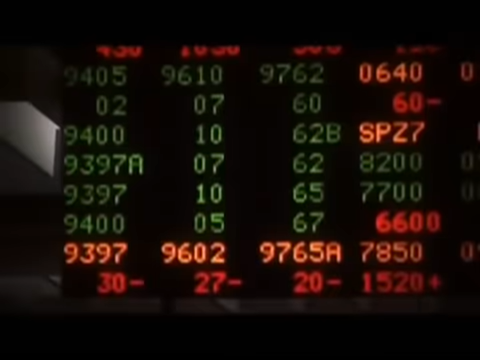 9405 9610 9762 0640
02 07 60 60-
9400 10 62B SPZ7
9397A 07 62 8200
9397 10 65 7700
9400 05 67 6600
9397 9602 9765A 7850
30- 27- 20- 1520+